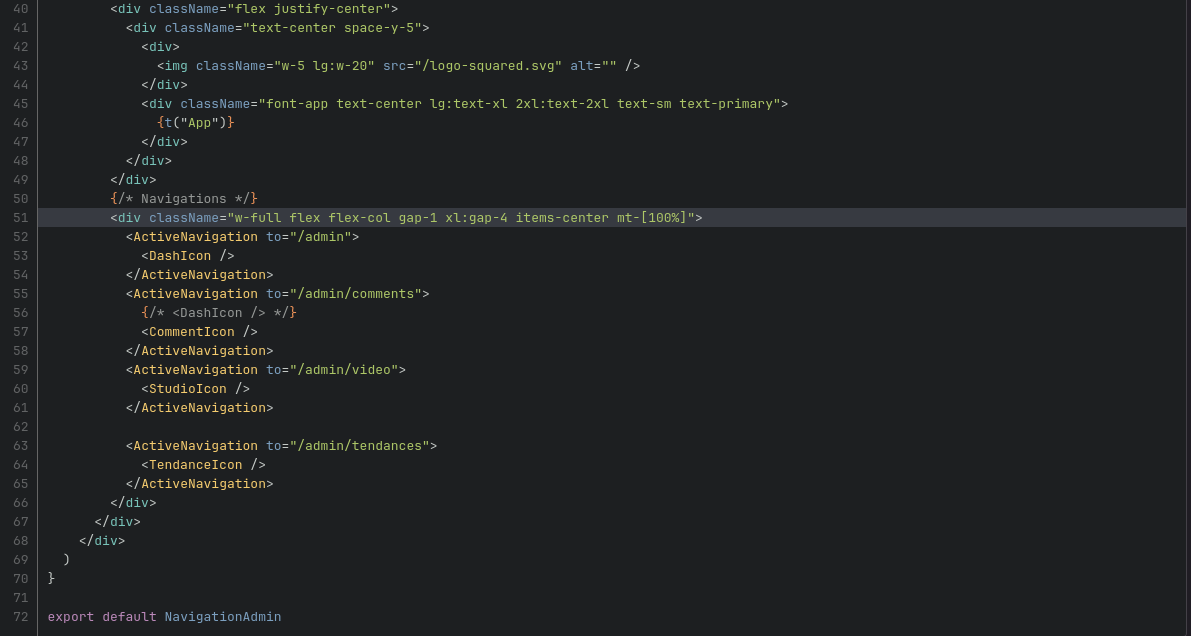 40         <div className="flex justify-center">
41           <div className="text-center space-y-5">
42             <div>
43               <img className="w-5 lg:w-20" src="/logo-squared.svg" alt="" />
44             </div>
45             <div className="font-app text-center lg:text-xl 2xl:text-2xl text-sm text-primary">
46               {t("App")}
47             </div>
48           </div>
49         </div>
50         {/* Navigations */}
51         <div className="w-full flex flex-col gap-1 xl:gap-4 items-center mt-[100%]">
52           <ActiveNavigation to="/admin">
53             <DashIcon />
54           </ActiveNavigation>
55           <ActiveNavigation to="/admin/comments">
56             {/* <DashIcon /> */}
57             <CommentIcon />
58           </ActiveNavigation>
59           <ActiveNavigation to="/admin/video">
60             <StudioIcon />
61           </ActiveNavigation>
62
63           <ActiveNavigation to="/admin/tendances">
64             <TendanceIcon />
65           </ActiveNavigation>
66         </div>
67       </div>
68     </div>
69   )
70 }
71
72 export default NavigationAdmin